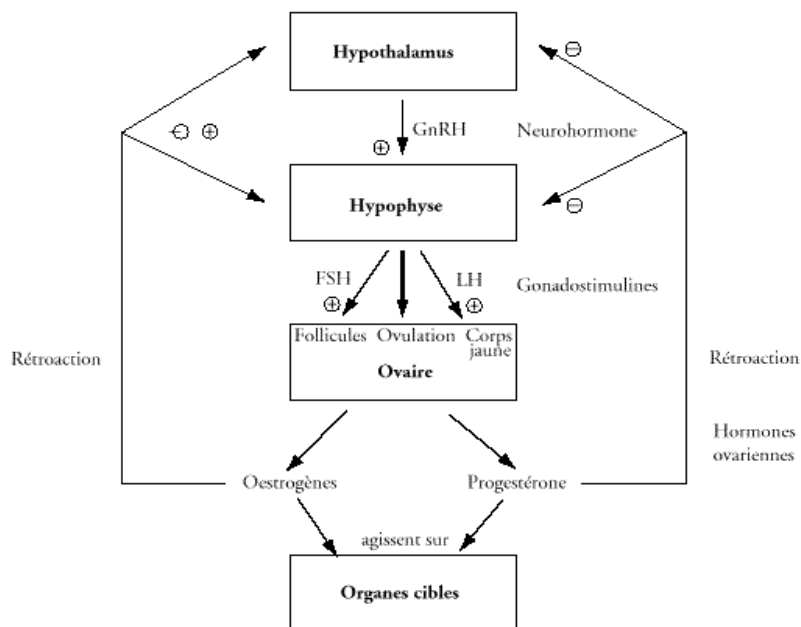 Hypothalamus
GnRH
Neurohormone
Hypophyse
FSH
LH
Gonadostimulines
Follicules Ovulation Corps
jaune
Ovaire
Rétroaction
Rétroaction
Hormones
ovariennes
Oestrogènes
Progestérone
agissent sur
Organes cibles